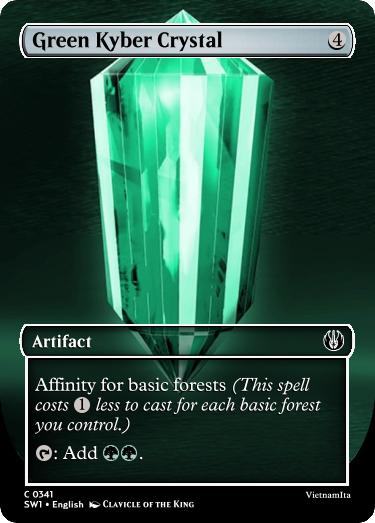 Green Kyber Crystal 4
Artifact
Affinity for basic forests (This spell
costs 1 less to cast for each basic forest
you control.)
: Add .
C 0341
SW1 • English Clavicle of the King
VietnamIta